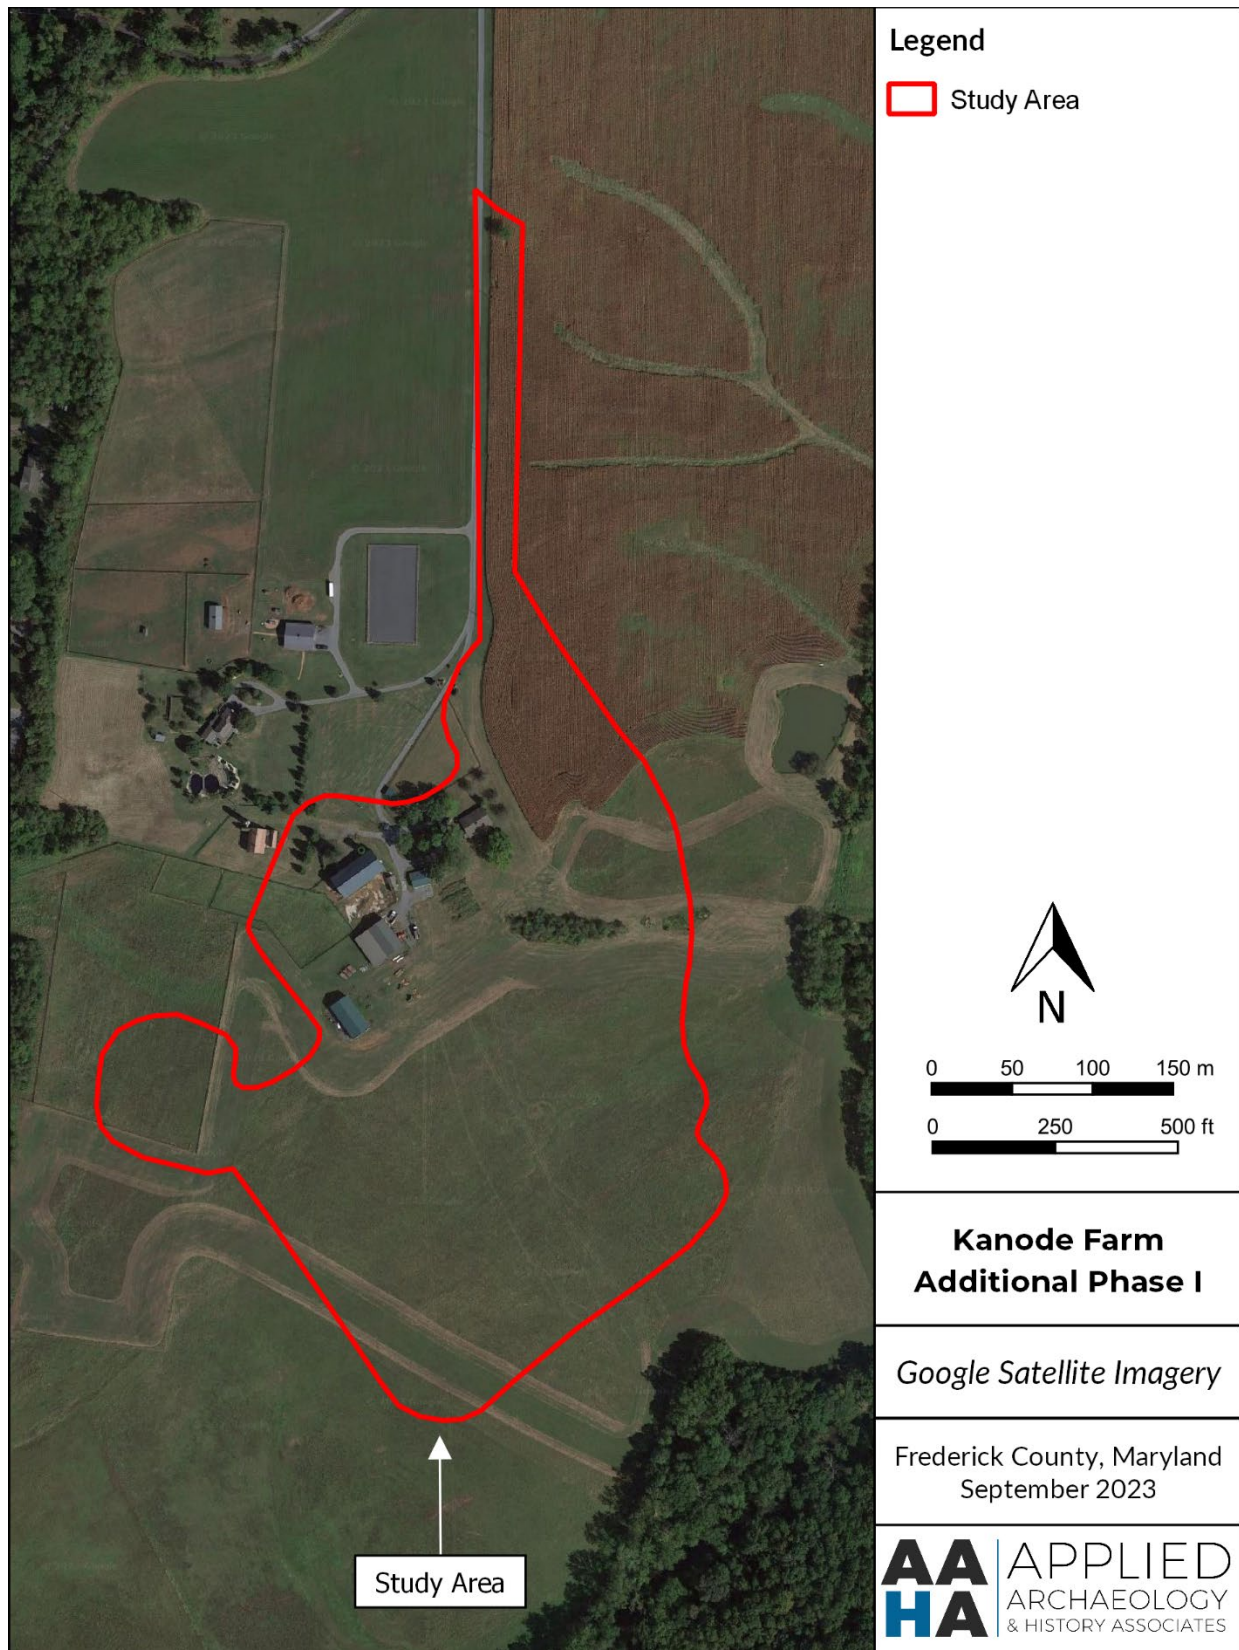 Legend
Study Area
N
0 50 100 150 m
0 250 500 ft
Kanode Farm
Additional Phase I
Google Satellite Imagery
Frederick County, Maryland
September 2023
AA
HA
APPLIED
ARCHAEOLOGY
& HISTORY ASSOCIATES
Study Area